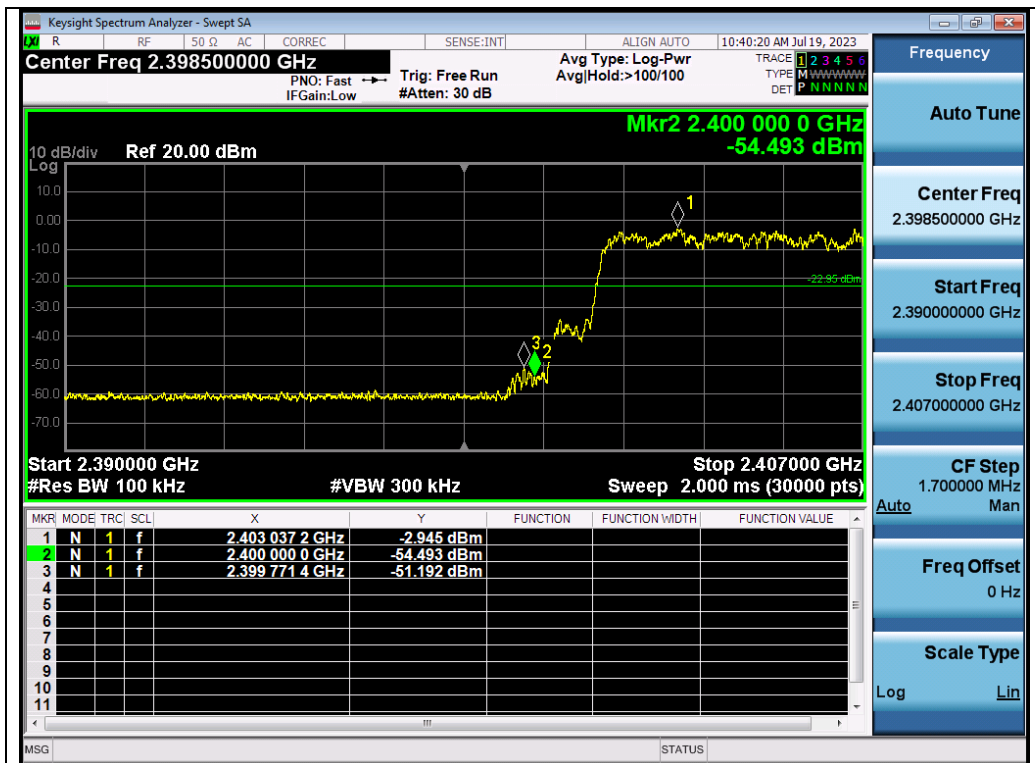 Keysight Spectrum Analyzer - Swept SA
LXI R RF 50 Ω AC CORREC SENSE:INT ALIGN AUTO 10:40:20 AM Jul 19, 2023
Center Freq 2.398500000 GHz
PNO: Fast
IFGain:Low
Trig: Free Run
#Atten: 30 dB
Avg Type: Log-Pwr
Avg|Hold:>100/100
TRACE 1 2 3 4 5 6
TYPE M W W W W W
DET P N N N N N
Mkr2 2.400 000 0 GHz
-54.493 dBm
10 dB/div Ref 20.00 dBm
Log
10.0
0.00
-10.0
-20.0
-30.0
-40.0
-50.0
-60.0
-70.0
1
-22.95 dBm
3
2
Start 2.390000 GHz Stop 2.407000 GHz
#Res BW 100 kHz #VBW 300 kHz Sweep 2.000 ms (30000 pts)
MKR MODE TRC SCL X Y FUNCTION FUNCTION WIDTH FUNCTION VALUE
1 N 1 f 2.403 037 2 GHz -2.945 dBm
2 N 1 f 2.400 000 0 GHz -54.493 dBm
3 N 1 f 2.399 771 4 GHz -51.192 dBm
4
5
6
7
8
9
10
11
MSG STATUS
Frequency
Auto Tune
Center Freq
2.398500000 GHz
Start Freq
2.390000000 GHz
Stop Freq
2.407000000 GHz
CF Step
1.700000 MHz
Auto Man
Freq Offset
0 Hz
Scale Type
Log Lin